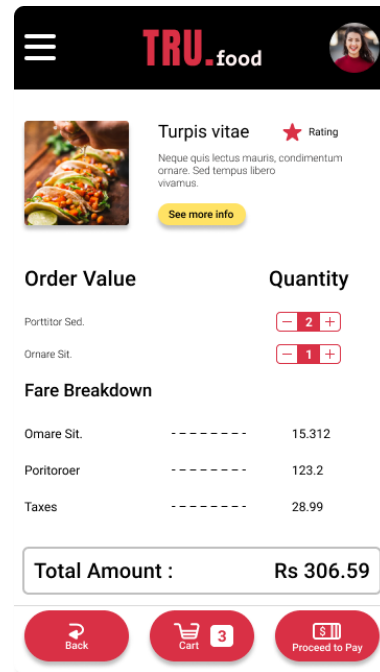 TRU.food
Turpis vitae
Rating
Neque quis lectus mauris, condimentum
ornare. Sed tempus libero
vivamus.
See more info
Order Value Quantity
Porttitor Sed. − 2 +
Ornare Sit. − 1 +
Fare Breakdown
Omare Sit. - - - - - - - - 15.312
Poritoroer - - - - - - - - 123.2
Taxes - - - - - - - - 28.99
Total Amount : Rs 306.59
Back
Cart 3
$
Proceed to Pay